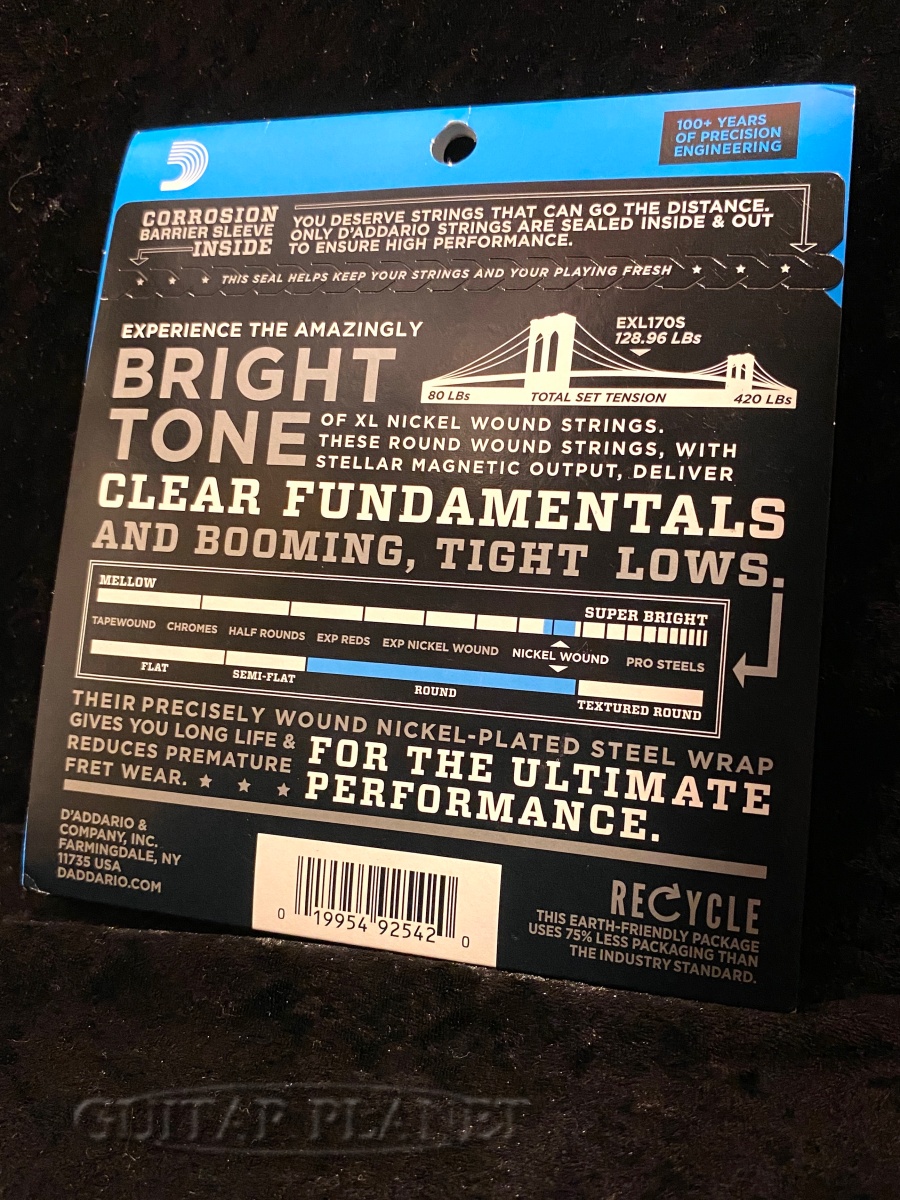 100+ YEARS
OF PRECISION
ENGINEERING
CORROSION
BARRIER SLEEVE
INSIDE
YOU DESERVE STRINGS THAT CAN GO THE DISTANCE.
ONLY D'ADDARIO STRINGS ARE SEALED INSIDE & OUT
TO ENSURE HIGH PERFORMANCE.
THIS SEAL HELPS KEEP YOUR STRINGS AND YOUR PLAYING FRESH
EXPERIENCE THE AMAZINGLY
BRIGHT
TONE
EXL170S
128.96 LBs
80 LBs
TOTAL SET TENSION
420 LBs
OF XL NICKEL WOUND STRINGS.
THESE ROUND WOUND STRINGS, WITH
STELLAR MAGNETIC OUTPUT, DELIVER
CLEAR FUNDAMENTALS
AND BOOMING, TIGHT LOWS.
MELLOW
SUPER BRIGHT
TAPEWOUND CHROMES HALF ROUNDS EXP REDS EXP NICKEL WOUND NICKEL WOUND PRO STEELS
FLAT SEMI-FLAT ROUND TEXTURED ROUND
THEIR PRECISELY WOUND NICKEL-PLATED STEEL WRAP
GIVES YOU LONG LIFE &
REDUCES PREMATURE
FRET WEAR.
FOR THE ULTIMATE
PERFORMANCE.
D'ADDARIO &
COMPANY, INC.
FARMINGDALE, NY
11735 USA
DADDARIO.COM
0 19954 92542 0
RECYCLE
THIS EARTH-FRIENDLY PACKAGE
USES 75% LESS PACKAGING THAN
THE INDUSTRY STANDARD.
GUITAR PLANET